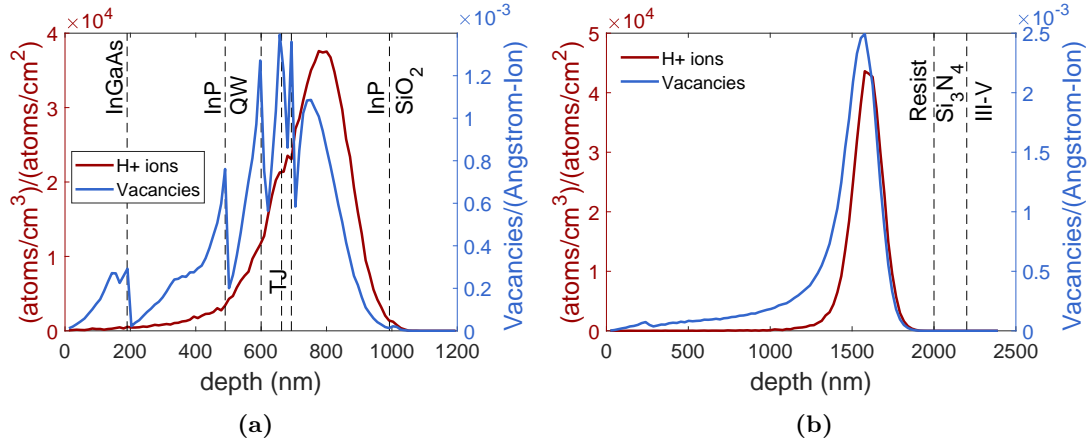 ×10⁴
×10⁻³
(atoms/cm³)/(atoms/cm²)
4
3
2
1
0
InGaAs
InP
QW
TJ
InP
SiO₂
H+ ions
Vacancies
1.2
1
0.8
0.6
0.4
0.2
0
Vacancies/(Angstrom-Ion)
0 200 400 600 800 1000 1200
depth (nm)
(a)
×10⁴
×10⁻³
(atoms/cm³)/(atoms/cm²)
5
4
3
2
1
0
H+ ions
Vacancies
Resist
Si₃N₄
III-V
2.5
2
1.5
1
0.5
0
Vacancies/(Angstrom-Ion)
0 500 1000 1500 2000 2500
depth (nm)
(b)